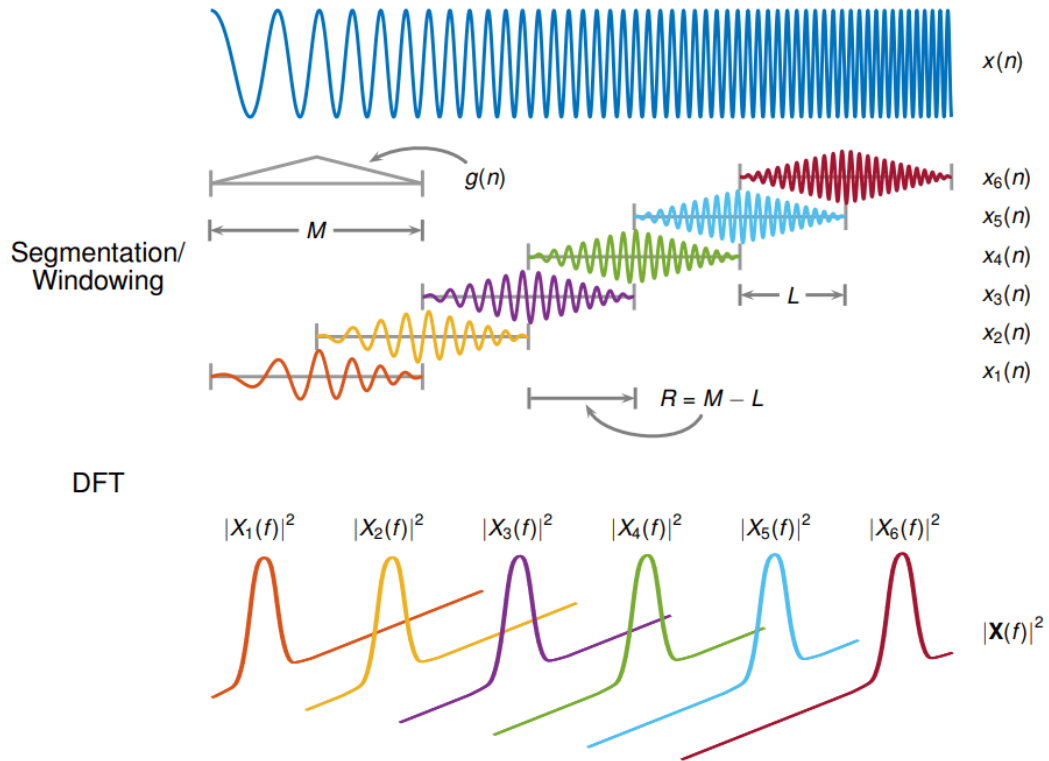 x(n)
g(n)
x₆(n)
x₅(n)
M
Segmentation/
Windowing
x₄(n)
L
x₃(n)
x₂(n)
x₁(n)
R = M − L
DFT
|X₁(f)|² |X₂(f)|² |X₃(f)|² |X₄(f)|² |X₅(f)|² |X₆(f)|²
|X(f)|²